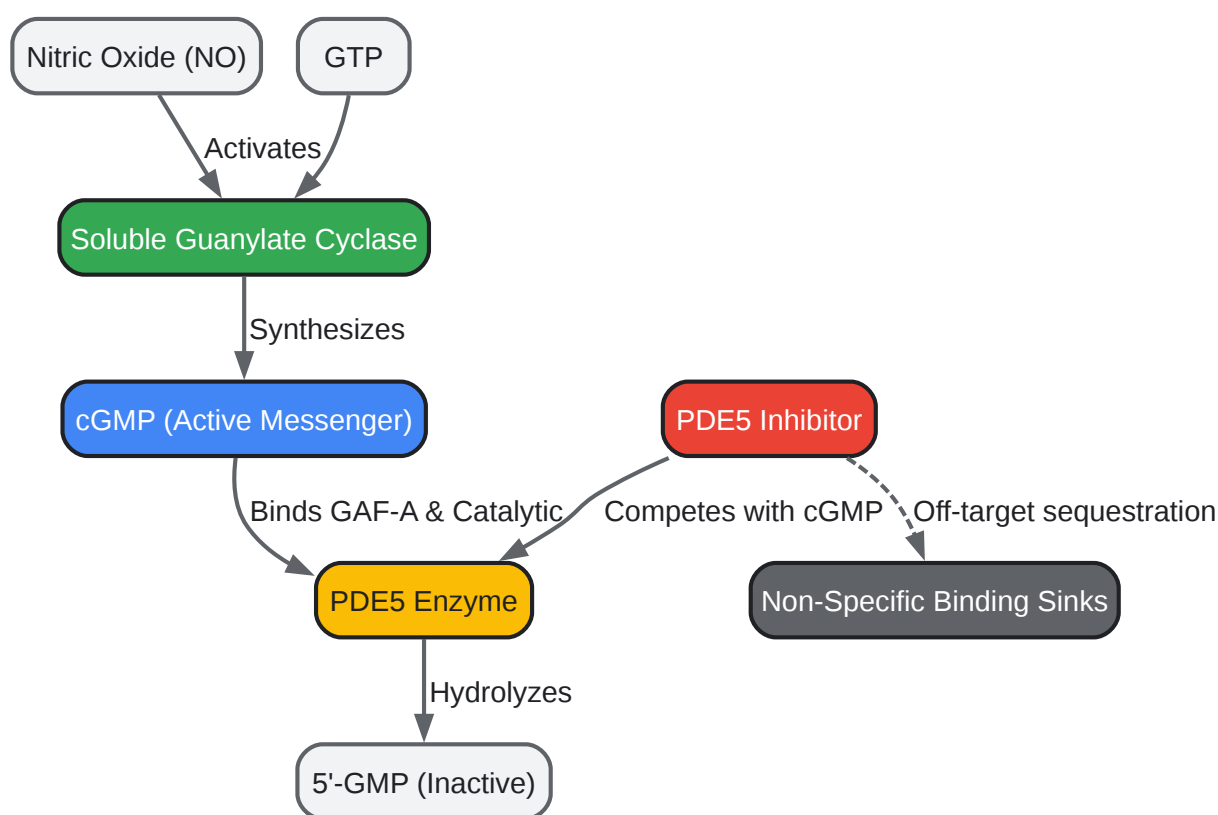 Nitric Oxide (NO)
GTP
Activates
Soluble Guanylate Cyclase
Synthesizes
cGMP (Active Messenger)
PDE5 Inhibitor
Binds GAF-A & Catalytic
Competes with cGMP
Off-target sequestration
PDE5 Enzyme
Non-Specific Binding Sinks
Hydrolyzes
5'-GMP (Inactive)